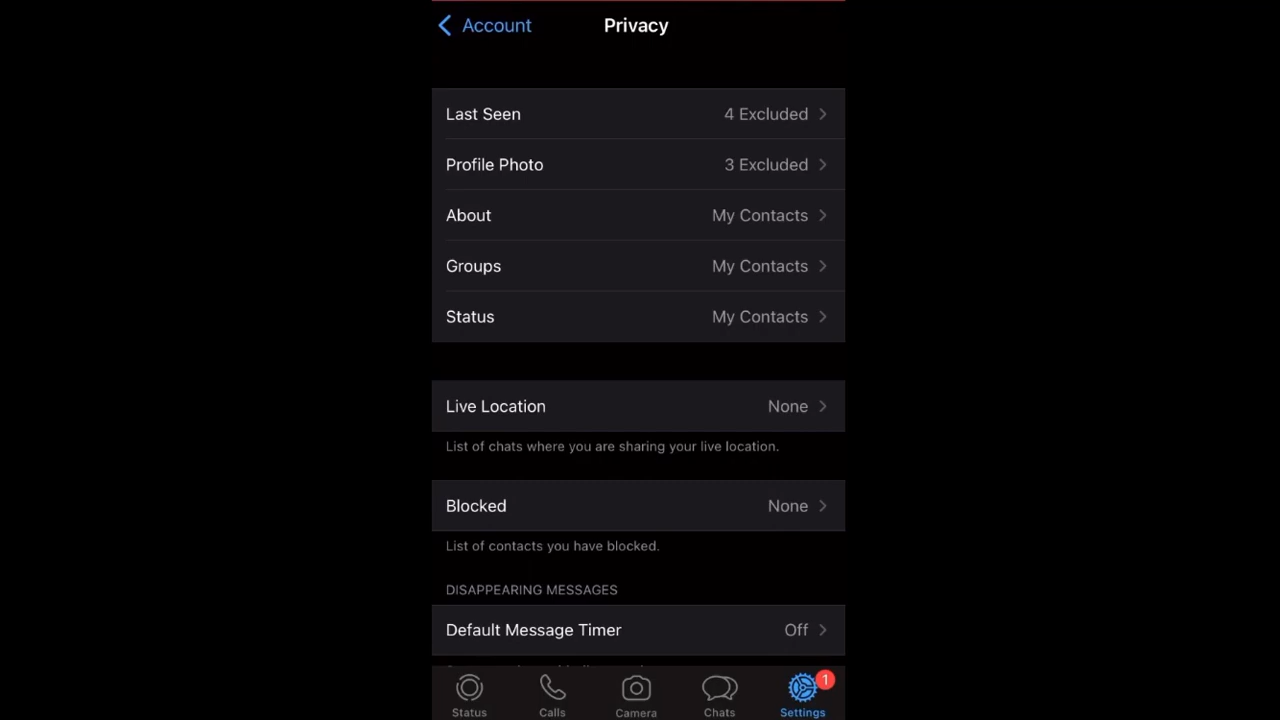 Account
Privacy
Last Seen 4 Excluded
Profile Photo 3 Excluded
About My Contacts
Groups My Contacts
Status My Contacts
Live Location None
List of chats where you are sharing your live location.
Blocked None
List of contacts you have blocked.
DISAPPEARING MESSAGES
Default Message Timer Off
1
Status Calls Camera Chats Settings